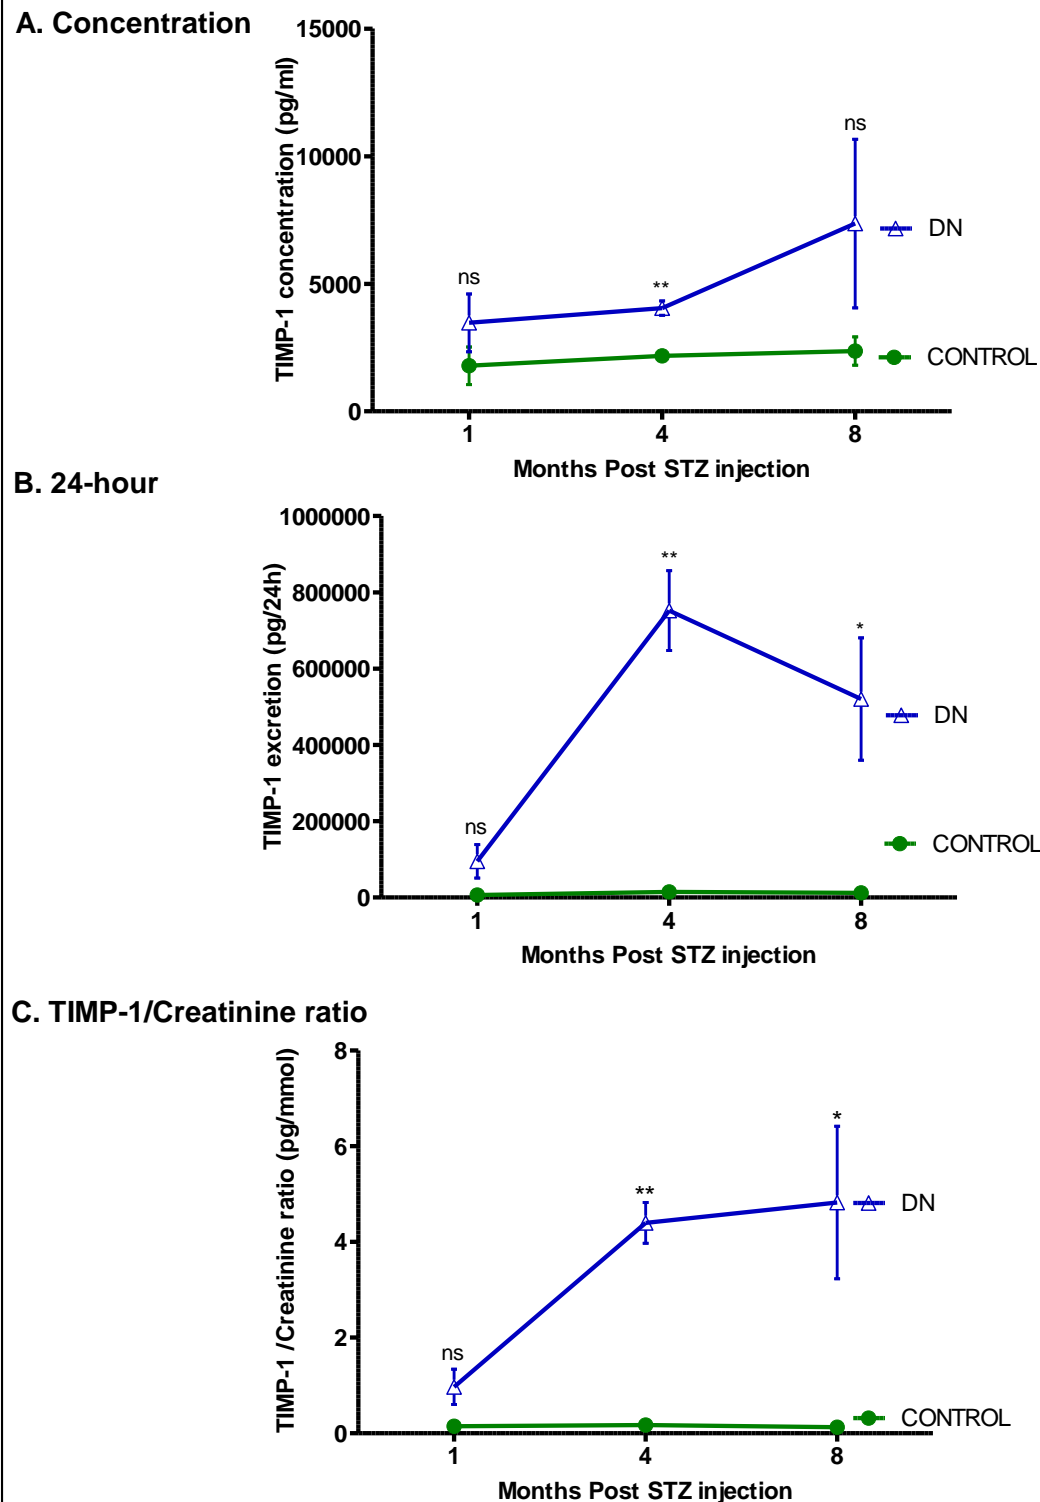 A. Concentration
15000
10000
5000
0
TIMP-1 concentration (pg/ml)
ns
**
ns
DN
CONTROL
1 4 8
Months Post STZ injection
B. 24-hour
1000000
800000
600000
400000
200000
0
TIMP-1 excretion (pg/24h)
ns
**
*
DN
CONTROL
1 4 8
Months Post STZ injection
C. TIMP-1/Creatinine ratio
8
6
4
2
0
TIMP-1 /Creatinine ratio (pg/mmol)
ns
**
*
DN
CONTROL
1 4 8
Months Post STZ injection